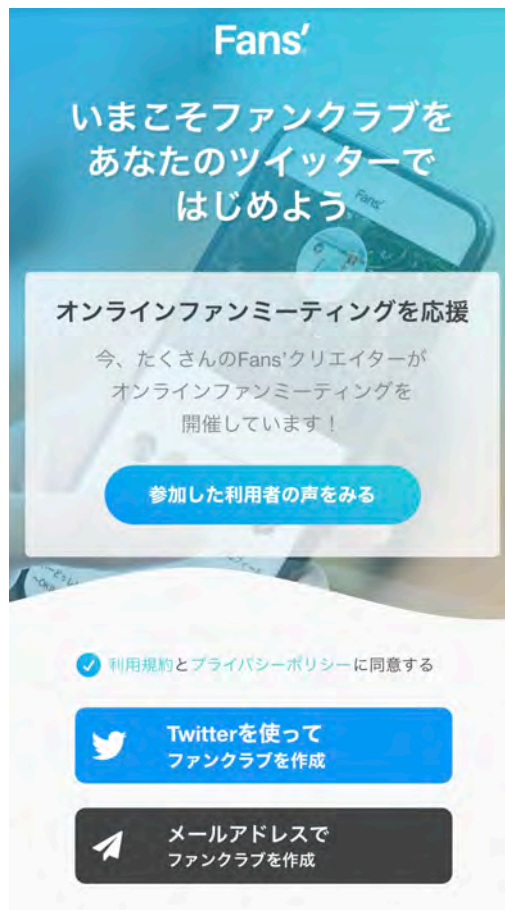 Fans'
いまこそファンクラブを
あなたのツイッターで
はじめよう
Fans'
オンラインファンミーティングを応援
今、たくさんのFans'クリエイターが
オンラインファンミーティングを
開催しています！
参加した利用者の声をみる
利用規約とプライバシーポリシーに同意する
Twitterを使って
ファンクラブを作成
メールアドレスで
ファンクラブを作成